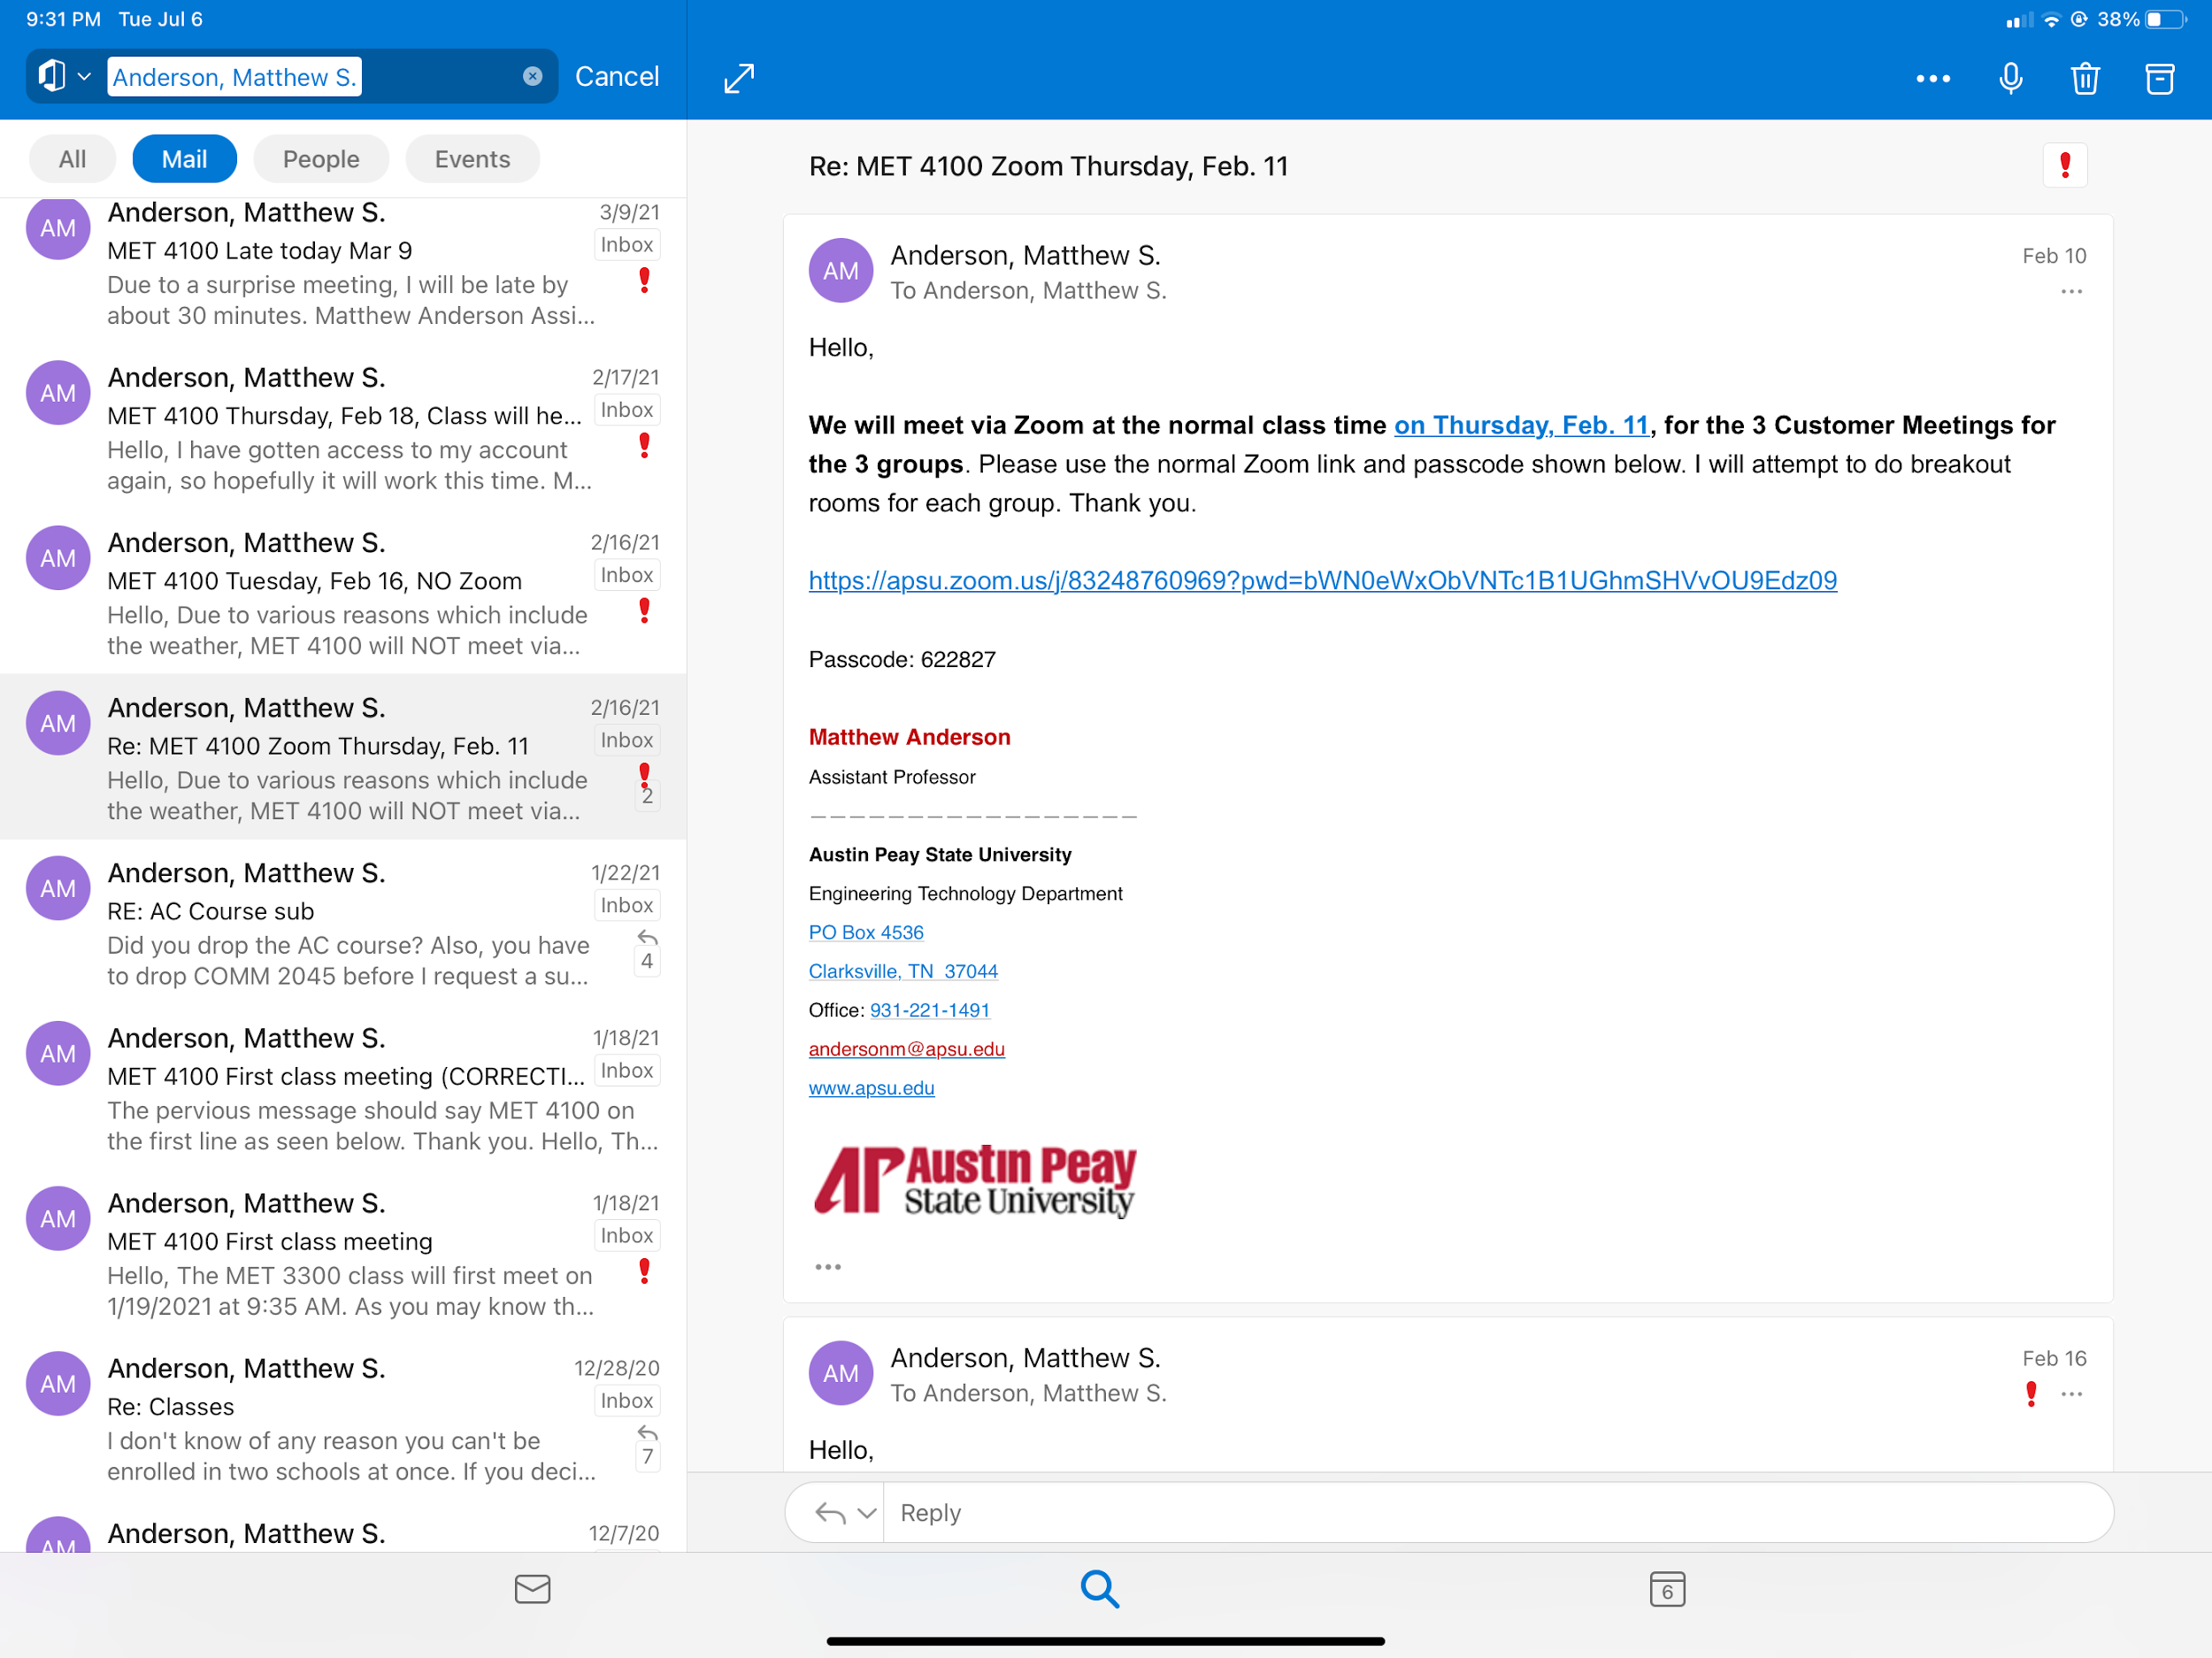 9:31 PM Tue Jul 6
38%
Anderson, Matthew S.
Cancel
All
Mail
People
Events
Anderson, Matthew S.
3/9/21
MET 4100 Late today Mar 9
Inbox
Due to a surprise meeting, I will be late by
about 30 minutes. Matthew Anderson Assi...
AM
Anderson, Matthew S.
2/17/21
MET 4100 Thursday, Feb 18, Class will he...
Inbox
Hello, I have gotten access to my account
again, so hopefully it will work this time. M...
AM
Anderson, Matthew S.
2/16/21
MET 4100 Tuesday, Feb 16, NO Zoom
Inbox
Hello, Due to various reasons which include
the weather, MET 4100 will NOT meet via...
AM
Anderson, Matthew S.
2/16/21
Re: MET 4100 Zoom Thursday, Feb. 11
Inbox
Hello, Due to various reasons which include
the weather, MET 4100 will NOT meet via...
2
AM
Anderson, Matthew S.
1/22/21
RE: AC Course sub
Inbox
Did you drop the AC course? Also, you have
to drop COMM 2045 before I request a su...
4
AM
Anderson, Matthew S.
1/18/21
MET 4100 First class meeting (CORRECTI...
Inbox
The pervious message should say MET 4100 on
the first line as seen below. Thank you. Hello, Th...
AM
Anderson, Matthew S.
1/18/21
MET 4100 First class meeting
Inbox
Hello, The MET 3300 class will first meet on
1/19/2021 at 9:35 AM. As you may know th...
AM
Anderson, Matthew S.
12/28/20
Re: Classes
Inbox
I don't know of any reason you can't be
enrolled in two schools at once. If you deci...
7
AM
Anderson, Matthew S.
12/7/20
AM
Re: MET 4100 Zoom Thursday, Feb. 11
AM
Anderson, Matthew S.
Feb 10
To Anderson, Matthew S.
Hello,
We will meet via Zoom at the normal class time on Thursday, Feb. 11, for the 3 Customer Meetings for
the 3 groups. Please use the normal Zoom link and passcode shown below. I will attempt to do breakout
rooms for each group. Thank you.
https://apsu.zoom.us/j/83248760969?pwd=bWN0eWxObVNTc1B1UGhmSHVvOU9Edz09
Passcode: 622827
Matthew Anderson
Assistant Professor
_________________
Austin Peay State University
Engineering Technology Department
PO Box 4536
Clarksville, TN  37044
Office: 931-221-1491
andersonm@apsu.edu
www.apsu.edu
AP Austin Peay
State University
AM
Anderson, Matthew S.
Feb 16
To Anderson, Matthew S.
Hello,
Reply
6